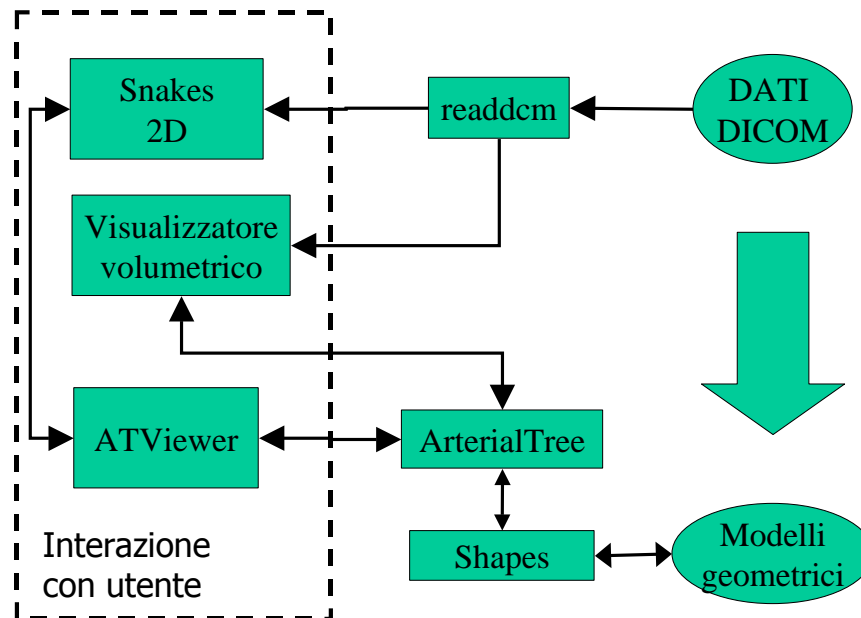 Snakes
2D
readdcm
DATI
DICOM
Visualizzatore
volumetrico
ATViewer
ArterialTree
Interazione
con utente
Shapes
Modelli
geometrici